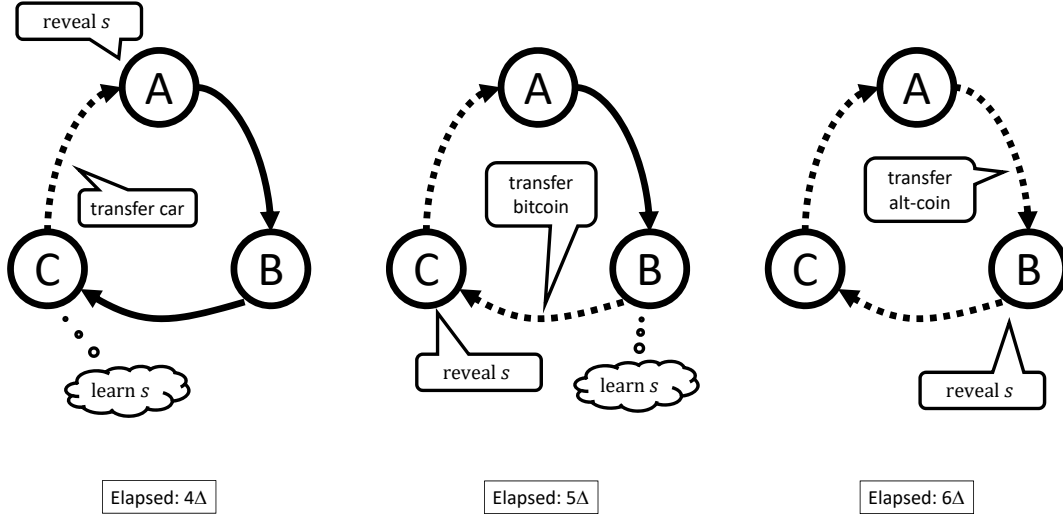 reveal s
A
transfer car
C
B
learn s
Elapsed: 4Δ
A
transfer
bitcoin
C
B
reveal s
learn s
Elapsed: 5Δ
A
transfer
alt-coin
C
B
reveal s
Elapsed: 6Δ